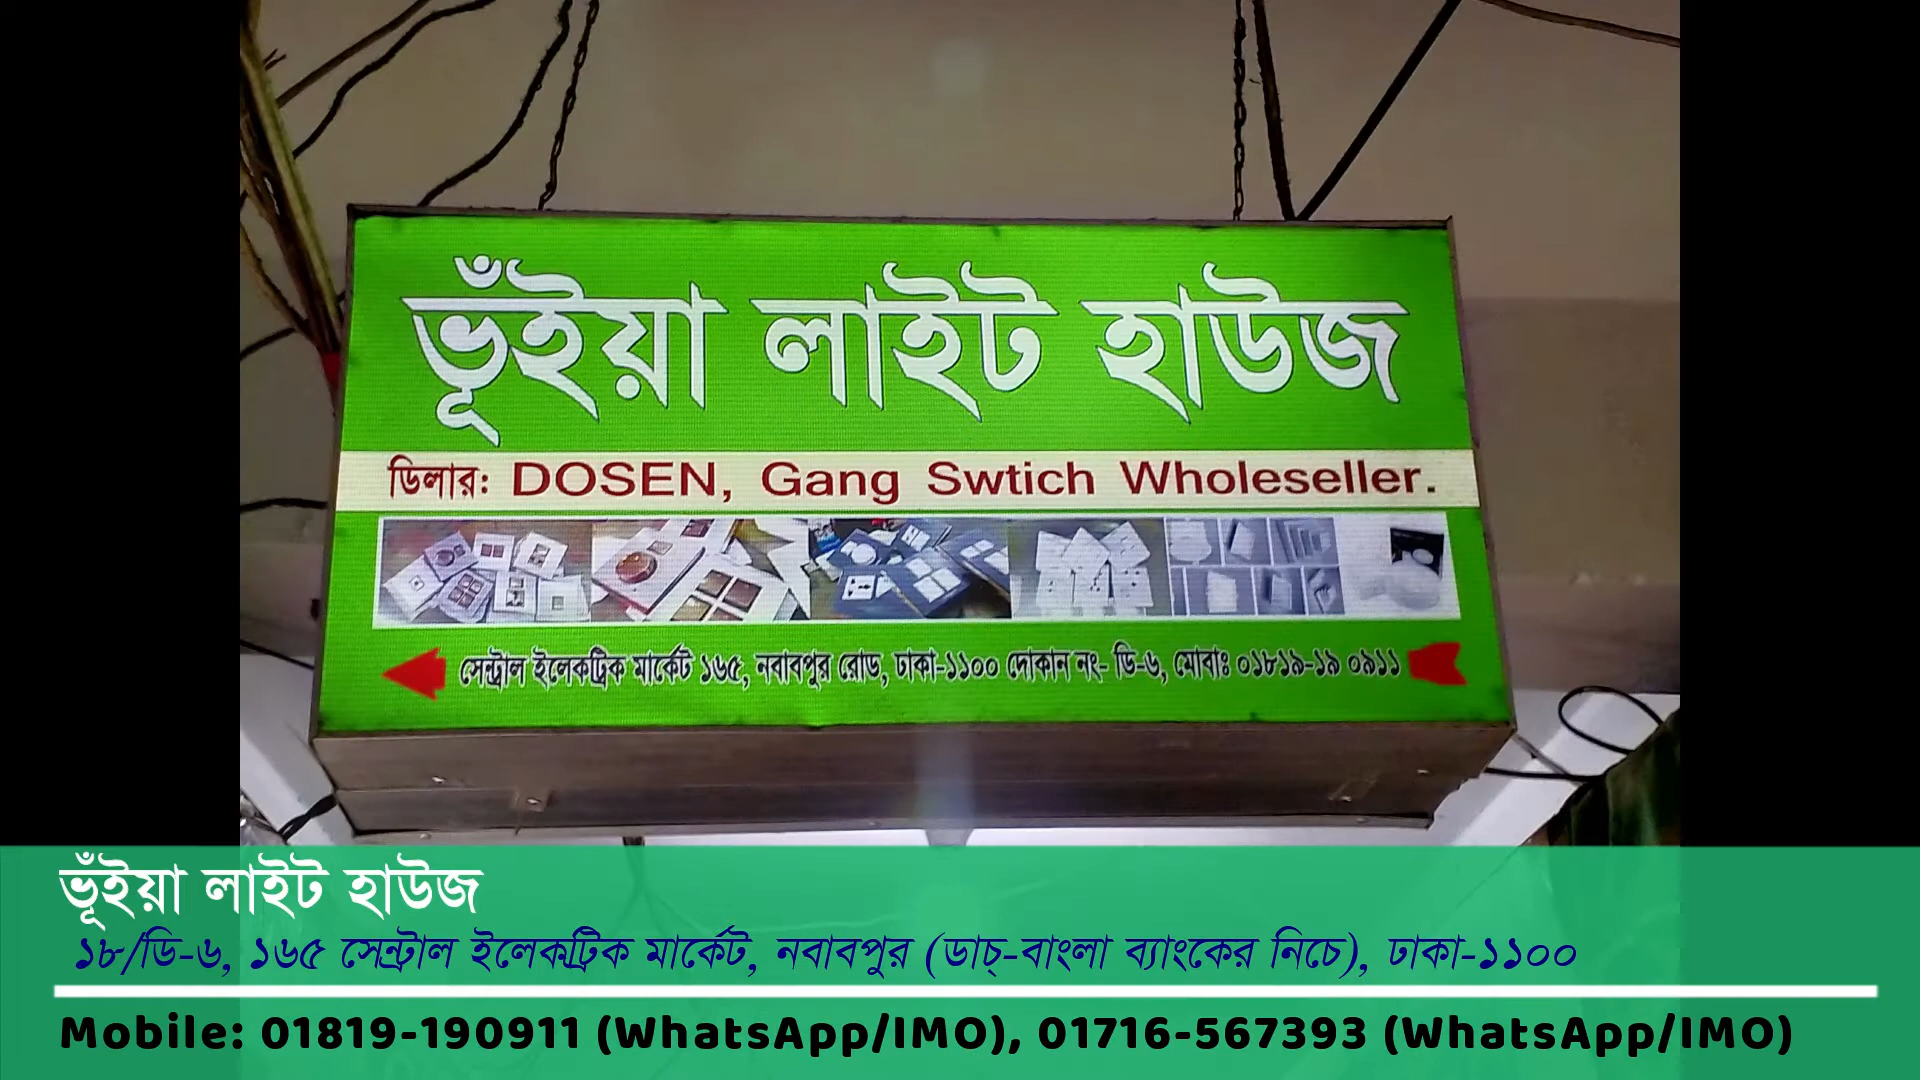 ভূঁইয়া লাইট হাউজ
ডিলার: DOSEN, Gang Swtich Wholeseller.
সেন্ট্রাল ইলেকট্রিক মার্কেট ১৬৫, নবাবপুর রোড, ঢাকা-১১০০ দোকান নং- ডি-৬, মোবাঃ ০১৮১৯-১৯ ০৯১১
ভূঁইয়া লাইট হাউজ
১৮/ডি-৬, ১৬৫ সেন্ট্রাল ইলেকট্রিক মার্কেট, নবাবপুর (ডাচ্-বাংলা ব্যাংকের নিচে), ঢাকা-১১০০
Mobile: 01819-190911 (WhatsApp/IMO), 01716-567393 (WhatsApp/IMO)